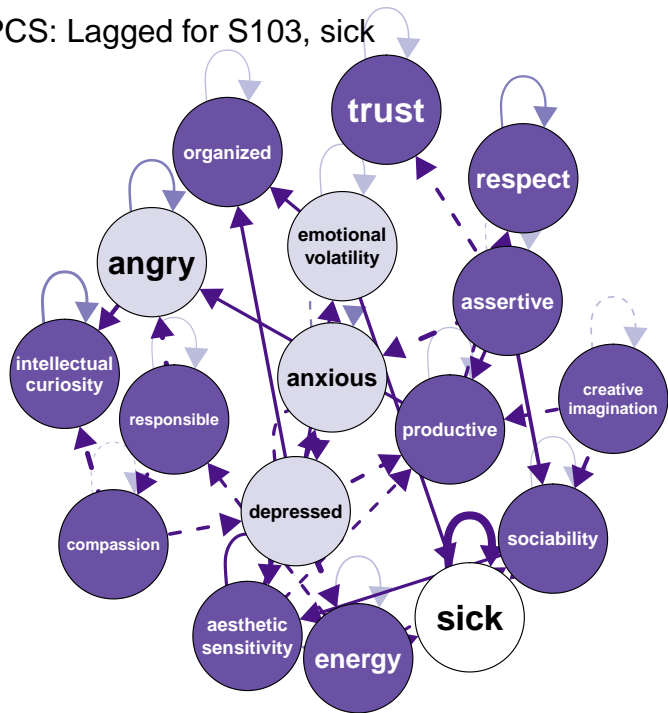 PCS: Lagged for S103, sick
trust
organized
respect
emotional
volatility
angry
assertive
intellectual
curiosity
anxious
creative
imagination
responsible
productive
depressed
compassion
sociability
sick
aesthetic
sensitivity
energy